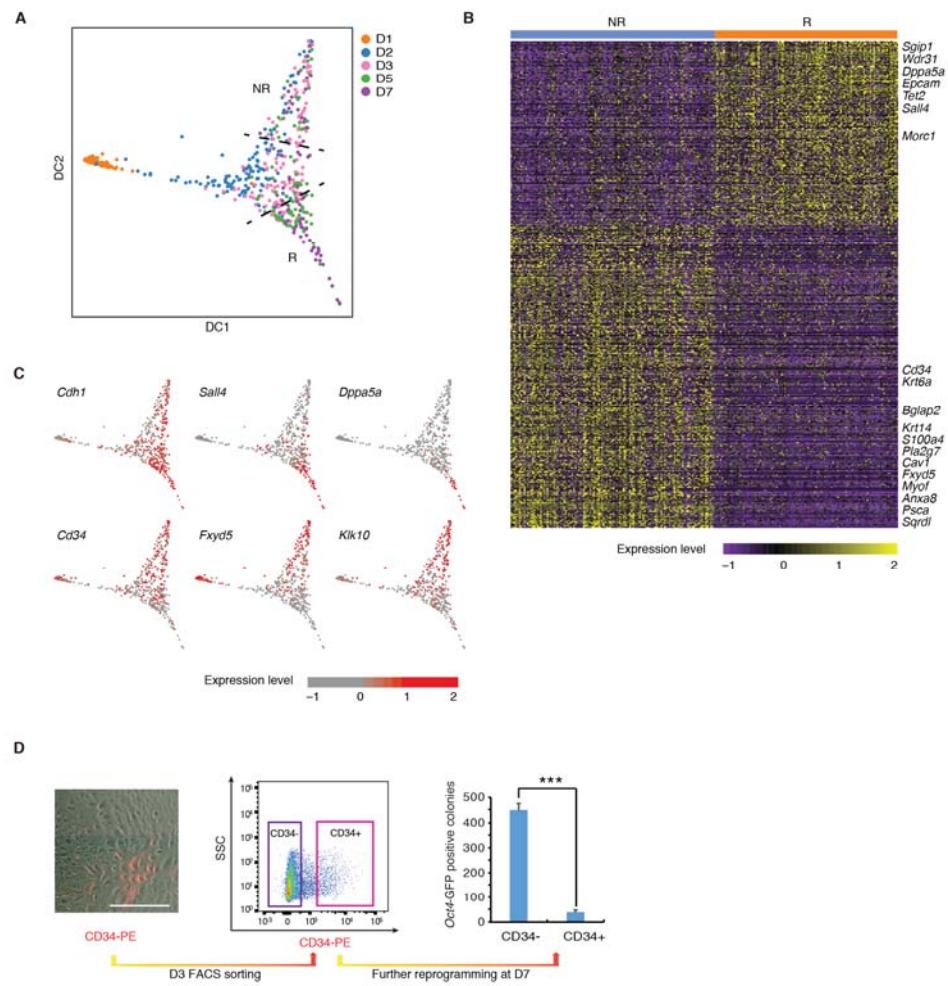 A
D1
D2
D3
D5
D7
NR
R
DC2
DC1
B
NR
R
Sgip1
Wdr31
Dppa5a
Epcam
Tet2
Sall4
Morc1
Cd34
Krt6a
Bglap2
Krt14
S100a4
Pla2g7
Cav1
Fxyd5
Myof
Anxa8
Psca
Sqrdl
Expression level
−1 0 1 2
C
Cdh1 Sall4 Dppa5a
Cd34 Fxyd5 Klk10
Expression level
−1 0 1 2
D
CD34-PE
SSC
CD34- CD34+
0
CD34-PE
D3 FACS sorting
Oct4-GFP positive colonies
***
500
400
300
200
100
0
CD34- CD34+
Further reprogramming at D7